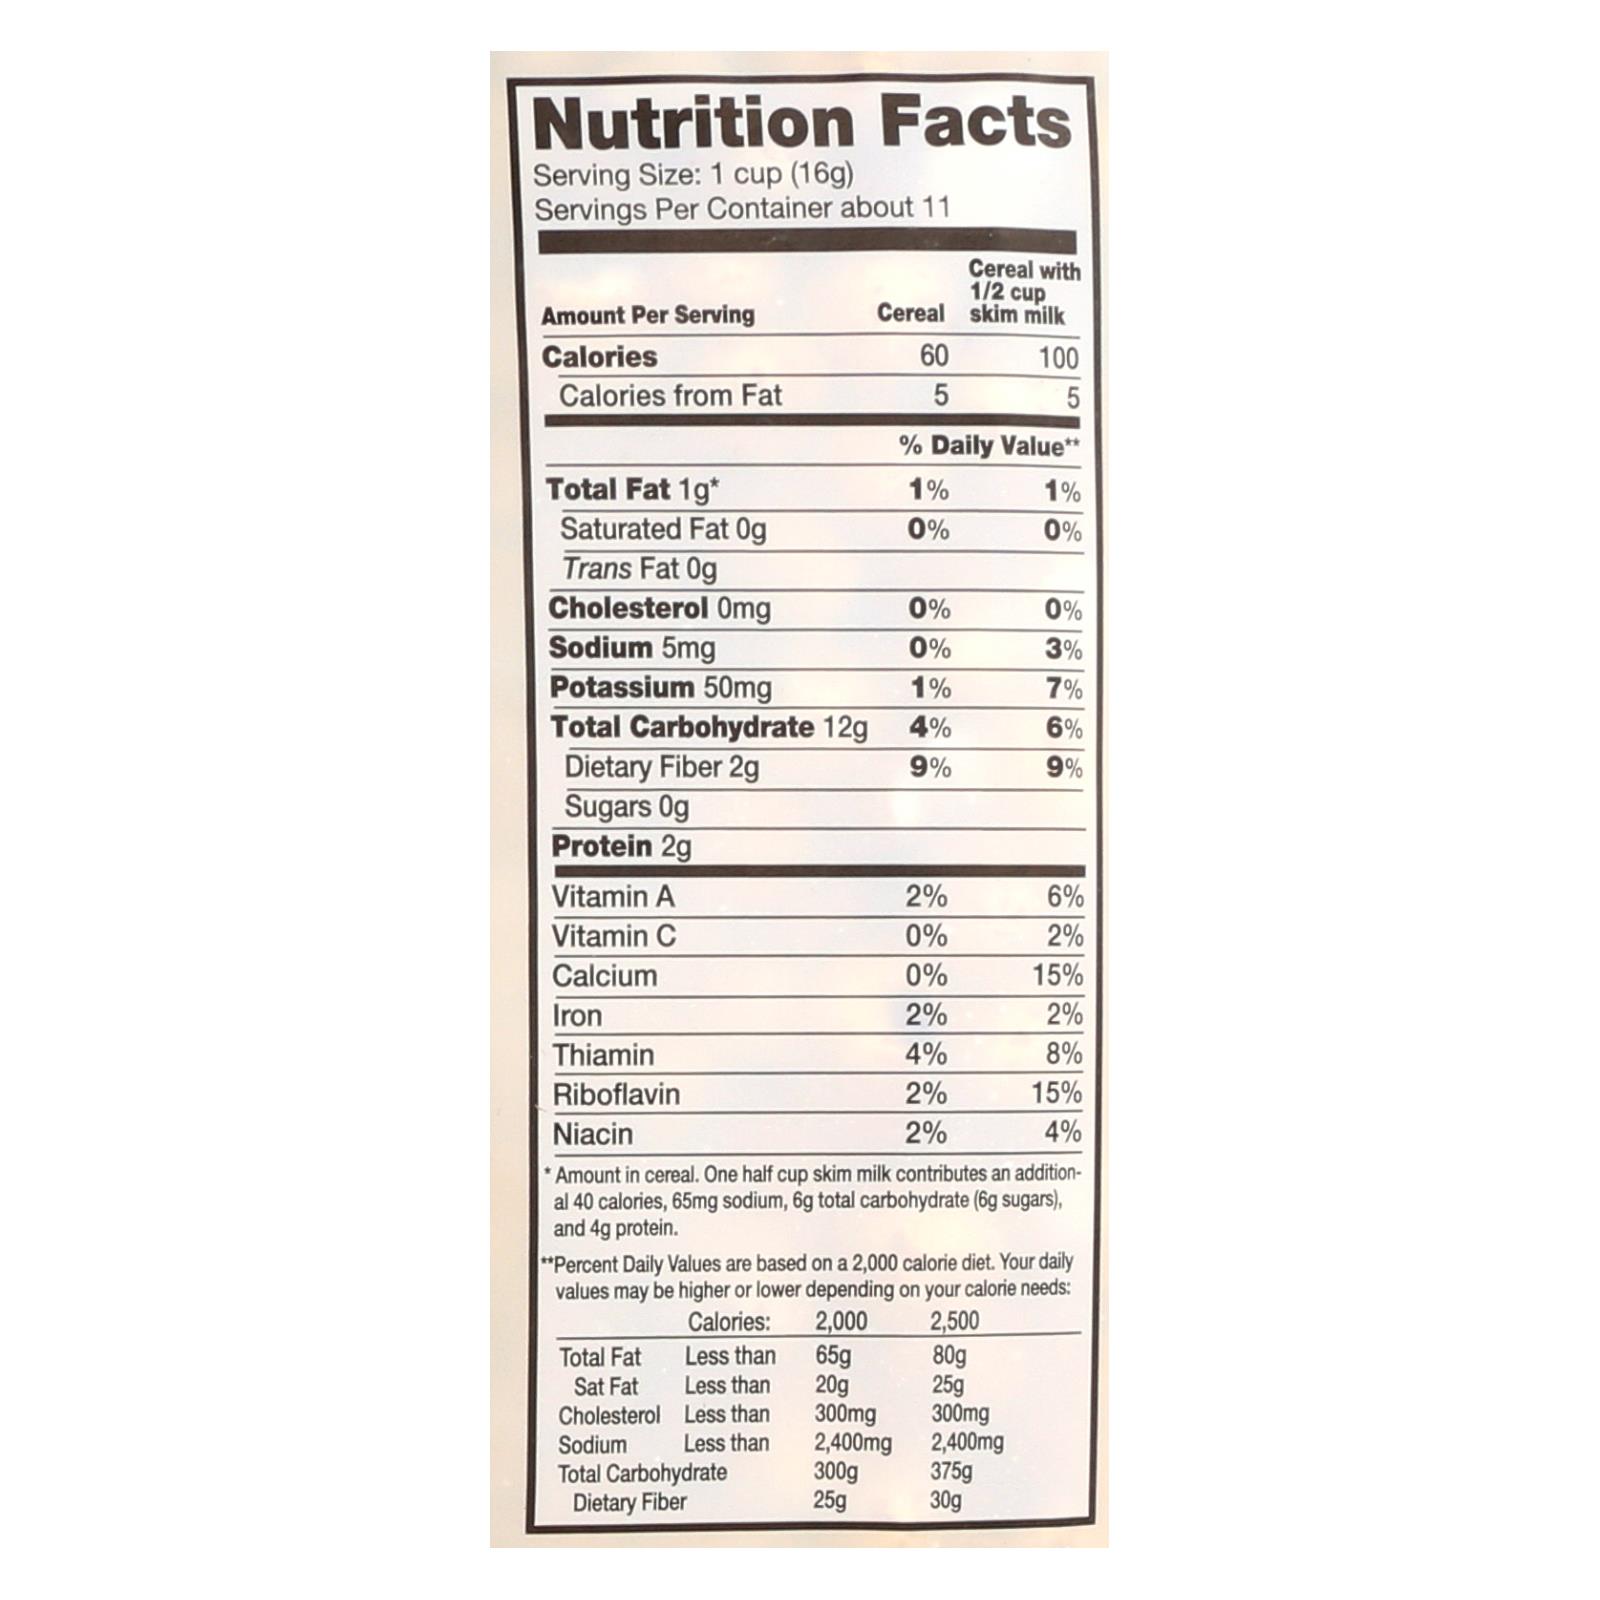 Nutrition Facts
Serving Size: 1 cup (16g)
Servings Per Container about 11
Cereal with
1/2 cup
Amount Per Serving Cereal skim milk
Calories 60 100
Calories from Fat 5 5
% Daily Value**
Total Fat 1g* 1% 1%
Saturated Fat 0g 0% 0%
Trans Fat 0g
Cholesterol 0mg 0% 0%
Sodium 5mg 0% 3%
Potassium 50mg 1% 7%
Total Carbohydrate 12g 4% 6%
Dietary Fiber 2g 9% 9%
Sugars 0g
Protein 2g
Vitamin A 2% 6%
Vitamin C 0% 2%
Calcium 0% 15%
Iron 2% 2%
Thiamin 4% 8%
Riboflavin 2% 15%
Niacin 2% 4%
* Amount in cereal. One half cup skim milk contributes an addition-
al 40 calories, 65mg sodium, 6g total carbohydrate (6g sugars),
and 4g protein.
**Percent Daily Values are based on a 2,000 calorie diet. Your daily
values may be higher or lower depending on your calorie needs:
Calories: 2,000 2,500
Total Fat Less than 65g 80g
Sat Fat Less than 20g 25g
Cholesterol Less than 300mg 300mg
Sodium Less than 2,400mg 2,400mg
Total Carbohydrate 300g 375g
Dietary Fiber 25g 30g